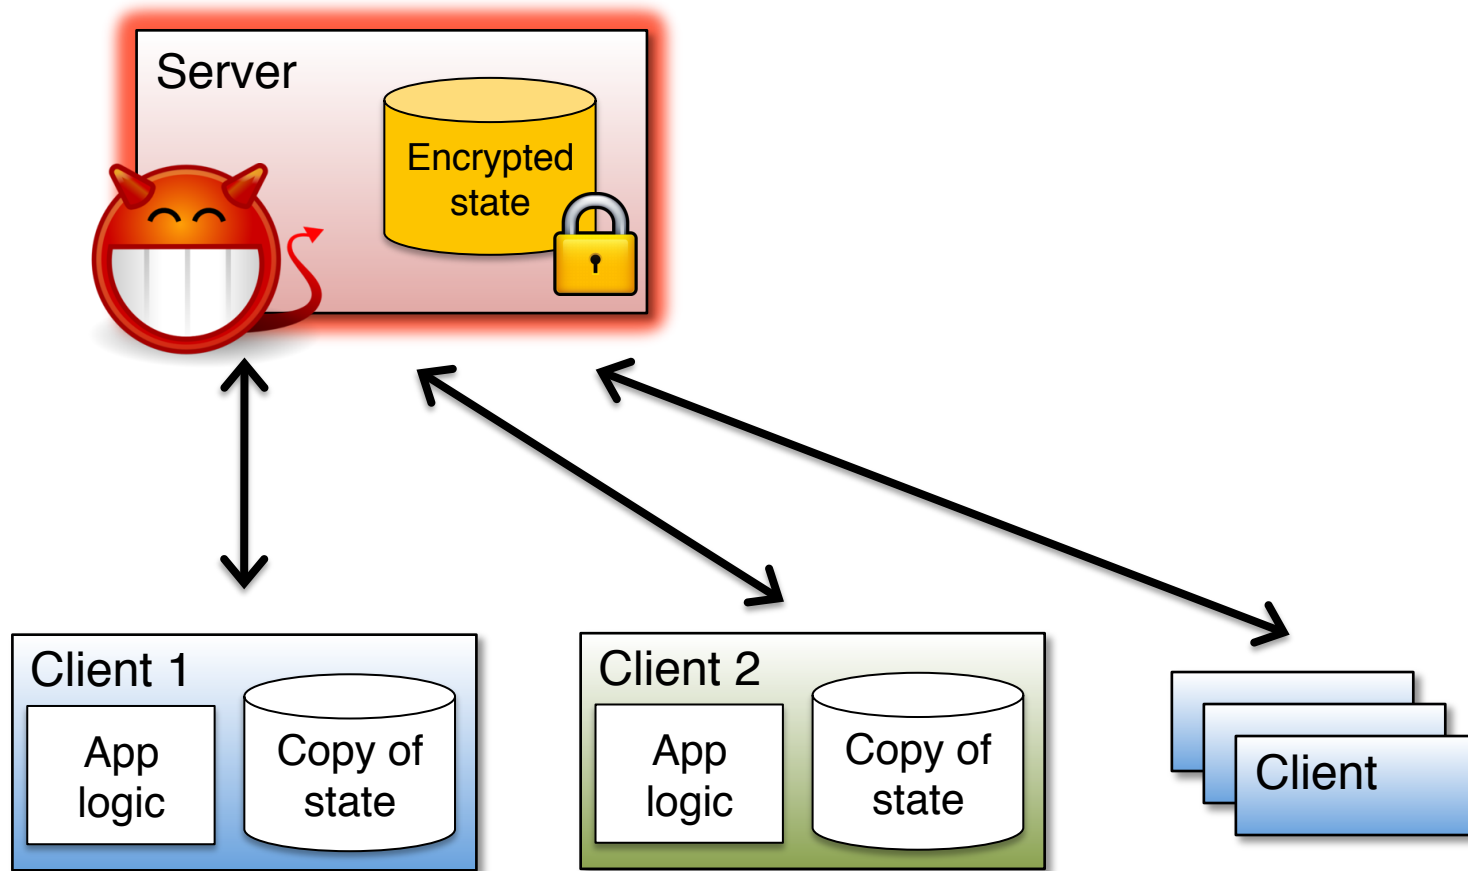 Server
Encrypted
state
Client 1
App
logic
Copy of
state
Client 2
App
logic
Copy of
state
Client